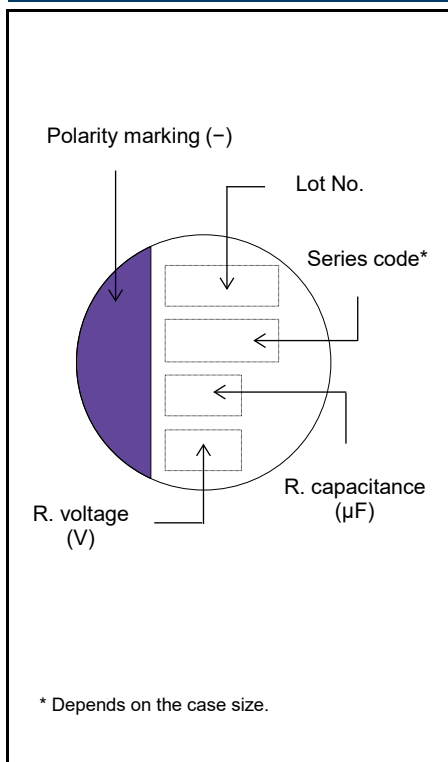 Polarity marking (−)
Lot No.
Series code*
R. capacitance
(µF)
R. voltage
(V)
* Depends on the case size.